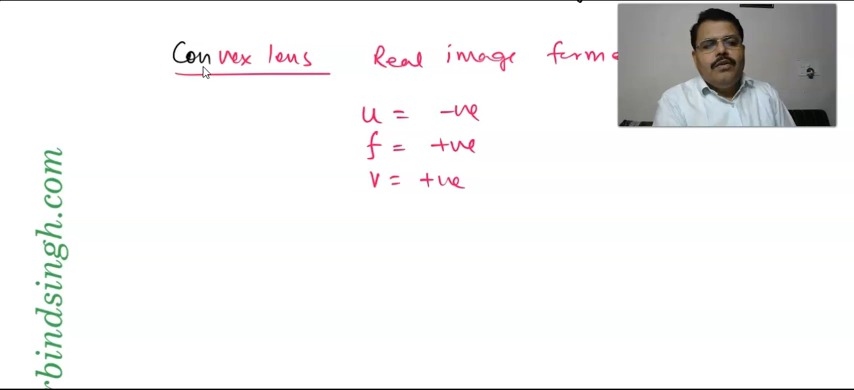 Convex lens Real image forme
u = -ve
f = +ve
v = +ve
rbindsingh.com